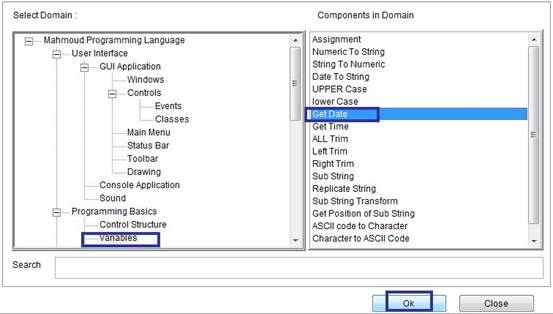 Select Domain :
Mahmoud Programming Language
User Interface
GUI Application
Windows
Controls
Events
Classes
Main Menu
Status Bar
Toolbar
Drawing
Console Application
Sound
Programming Basics
Control Structure
Variables
Components in Domain
Assignment
Numeric To String
String To Numeric
Date To String
UPPER Case
lower Case
Get Date
Get Time
ALL Trim
Left Trim
Right Trim
Sub String
Replicate String
Sub String Transform
Get Position of Sub String
ASCII code to Character
Character to ASCII Code
Search
Ok
Close